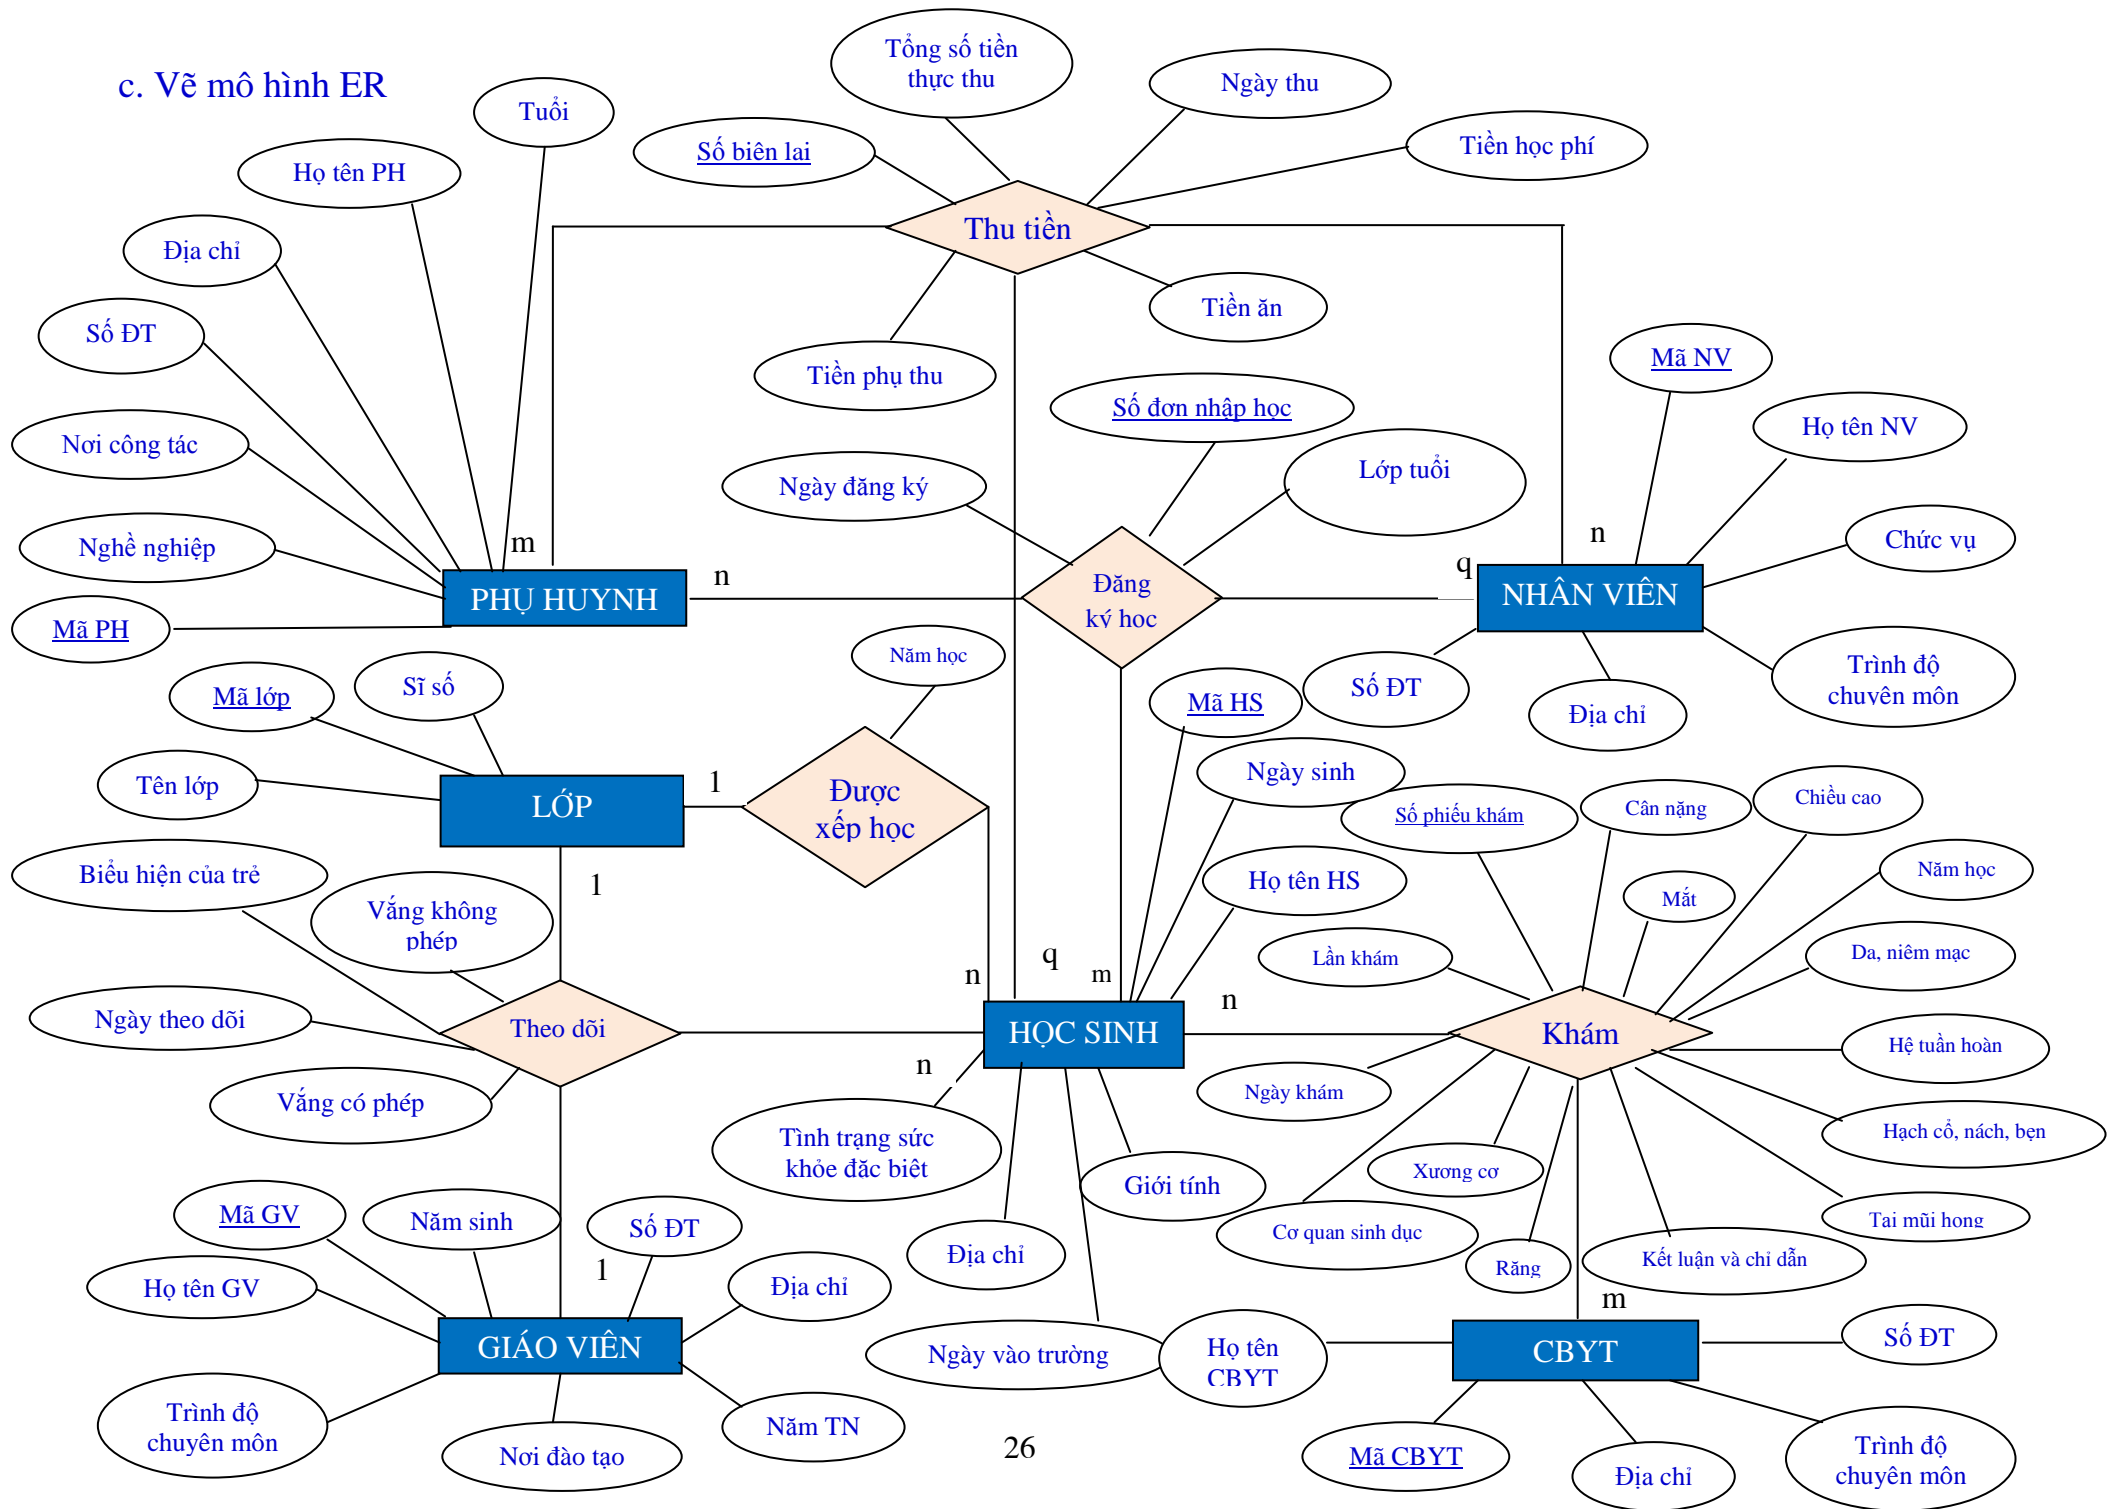 c. Vẽ mô hình ER
Tổng số tiền
thực thu
Ngày thu
Tuổi
Số biên lai
Tiền học phí
Họ tên PH
Địa chỉ
Thu tiền
Số ĐT
Tiền ăn
Tiền phụ thu
Mã NV
Số đơn nhập học
Họ tên NV
Nơi công tác
Ngày đăng ký
Lớp tuổi
Nghề nghiệp
m
n
Chức vụ
n
q
PHỤ HUYNH
Đăng
ký học
NHÂN VIÊN
Mã PH
Năm học
Mã lớp
Sĩ số
Mã HS
Số ĐT
Địa chỉ
Trình độ
chuyên môn
Tên lớp
1
Ngày sinh
LỚP
Được
xếp học
Số phiếu khám
Cân nặng
Chiều cao
Biểu hiện của trẻ
1
Họ tên HS
Mắt
Năm học
Vắng không
phép
Lần khám
Da, niêm mạc
n
q
m
n
Ngày theo dõi
Theo dõi
HỌC SINH
Khám
Hệ tuần hoàn
n
Vắng có phép
Ngày khám
Tình trạng sức
khỏe đặc biêt
Hạch cổ, nách, bẹn
Xương cơ
Giới tính
Mã GV
Năm sinh
Số ĐT
Tai mũi họng
Cơ quan sinh dục
Địa chỉ
Răng
Kết luận và chỉ dẫn
1
Họ tên GV
Địa chỉ
m
GIÁO VIÊN
Ngày vào trường
Họ tên
CBYT
CBYT
Số ĐT
Trình độ
chuyên môn
Nơi đào tạo
Năm TN
26
Mã CBYT
Địa chỉ
Trình độ
chuyên môn